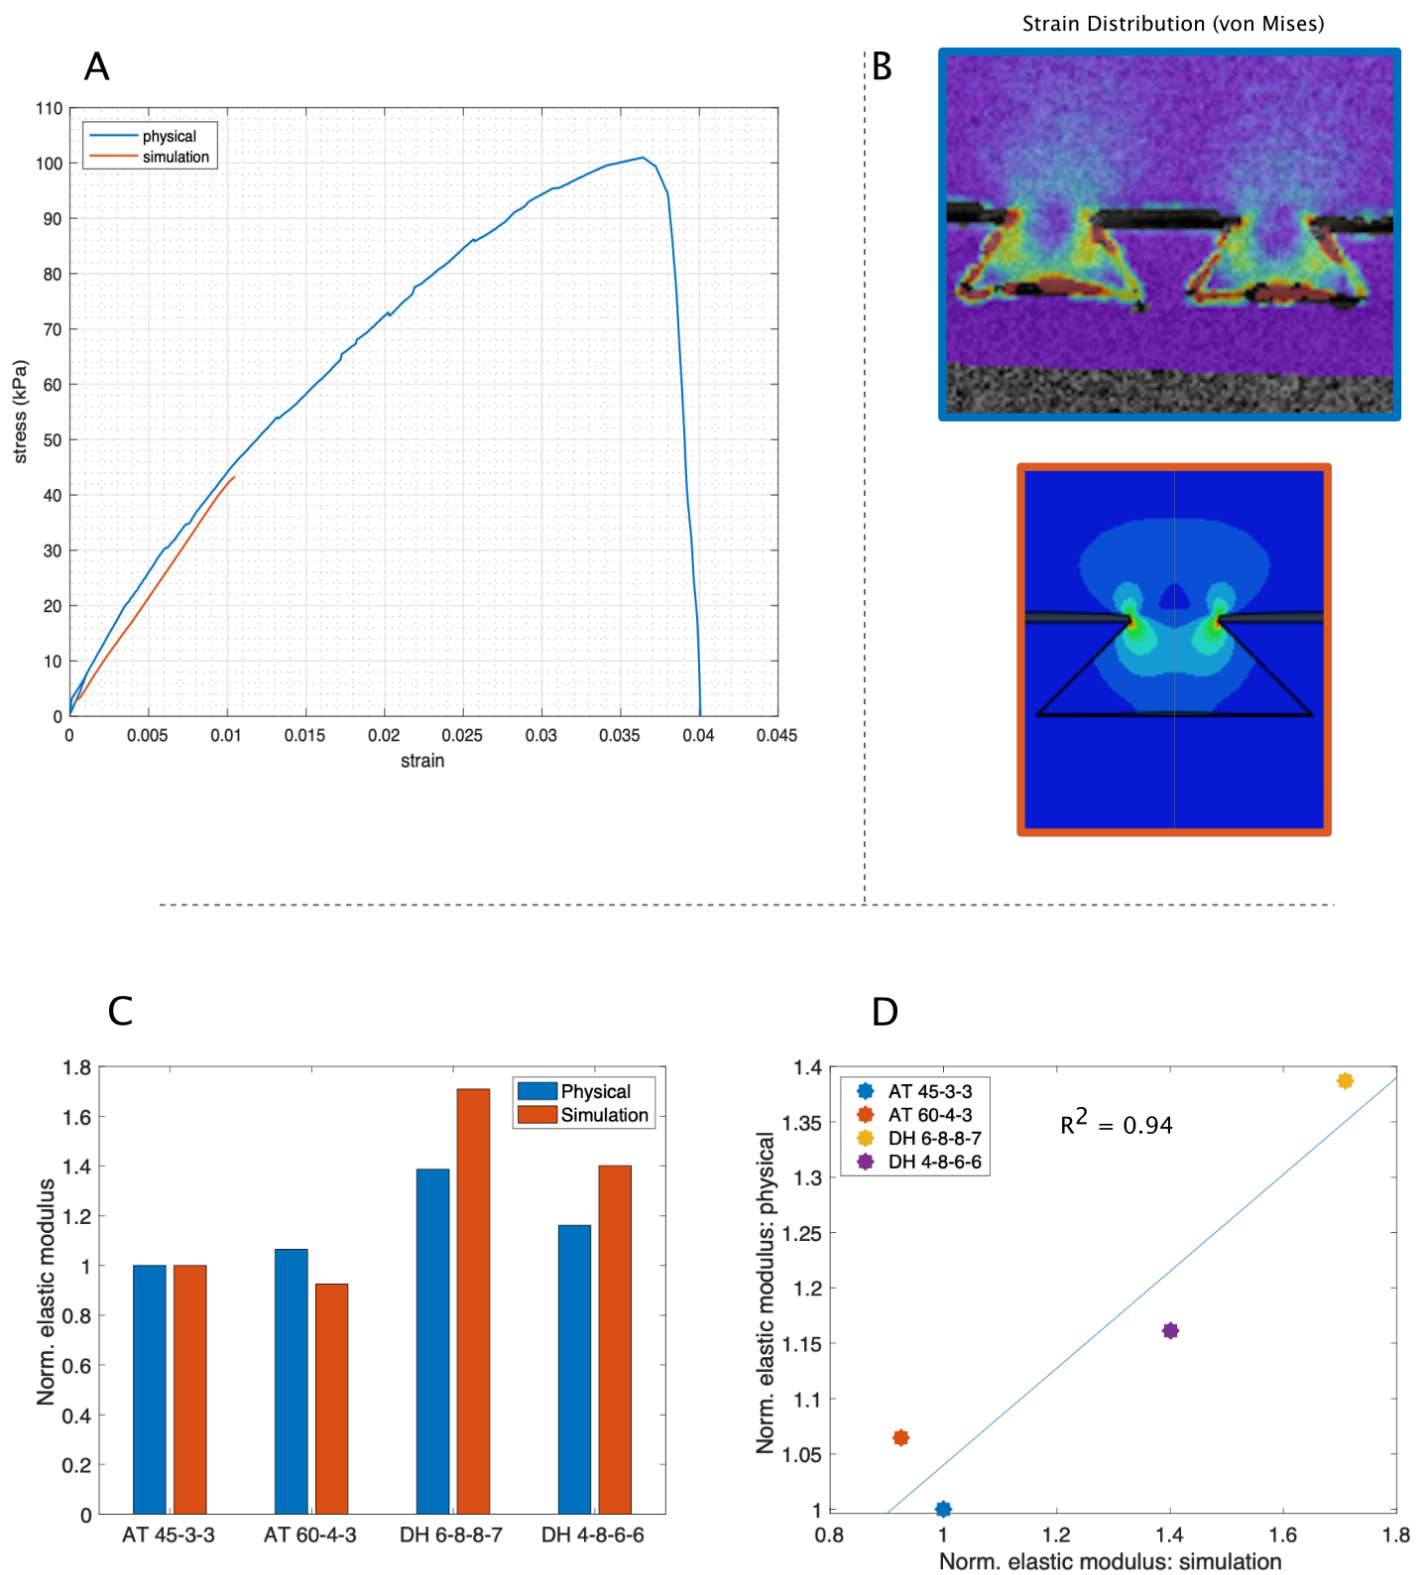 Strain Distribution (von Mises)
A
B
110
100
90
80
70
60
50
40
30
20
10
0
stress (kPa)
physical
simulation
0 0.005 0.01 0.015 0.02 0.025 0.03 0.035 0.04 0.045
strain
C
1.8
1.6
1.4
1.2
1
0.8
0.6
0.4
0.2
0
Norm. elastic modulus
Physical
Simulation
AT 45-3-3 AT 60-4-3 DH 6-8-8-7 DH 4-8-6-6
D
1.4
1.35
1.3
1.25
1.2
1.15
1.1
1.05
1
Norm. elastic modulus: physical
AT 45-3-3
AT 60-4-3
DH 6-8-8-7
DH 4-8-6-6
R² = 0.94
0.8 1 1.2 1.4 1.6 1.8
Norm. elastic modulus: simulation